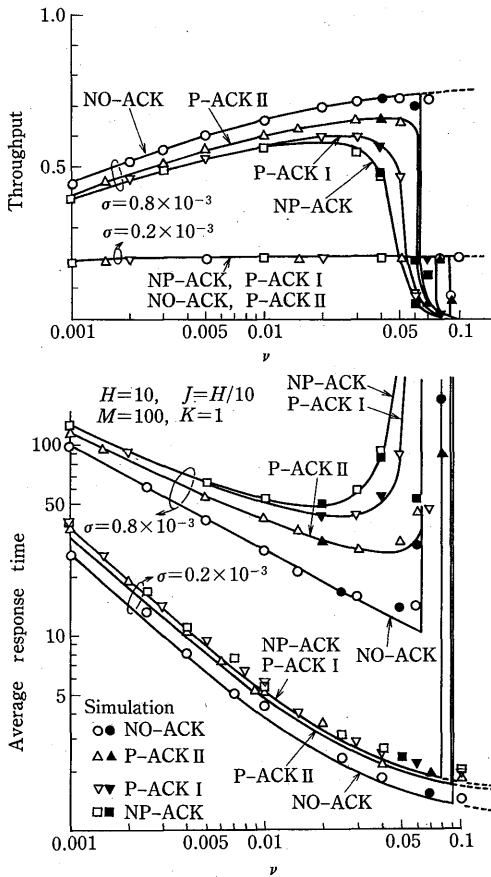 Throughput
1.0
0.5
NO-ACK
P-ACK II
P-ACK I
NP-ACK
σ=0.8×10⁻³
σ=0.2×10⁻³
NP-ACK, P-ACK I
NO-ACK, P-ACK II
0.001
0.005
0.01
0.05
0.1
ν
Average response time
H=10, J=H/10
M=100, K=1
NP-ACK
P-ACK I
100
50
P-ACK II
σ=0.8×10⁻³
σ=0.2×10⁻³
10
NO-ACK
NP-ACK
P-ACK I
5
Simulation
NO-ACK
P-ACK II
P-ACK I
NP-ACK
P-ACK II
NO-ACK
0.001
0.005
0.01
0.05
0.1
ν